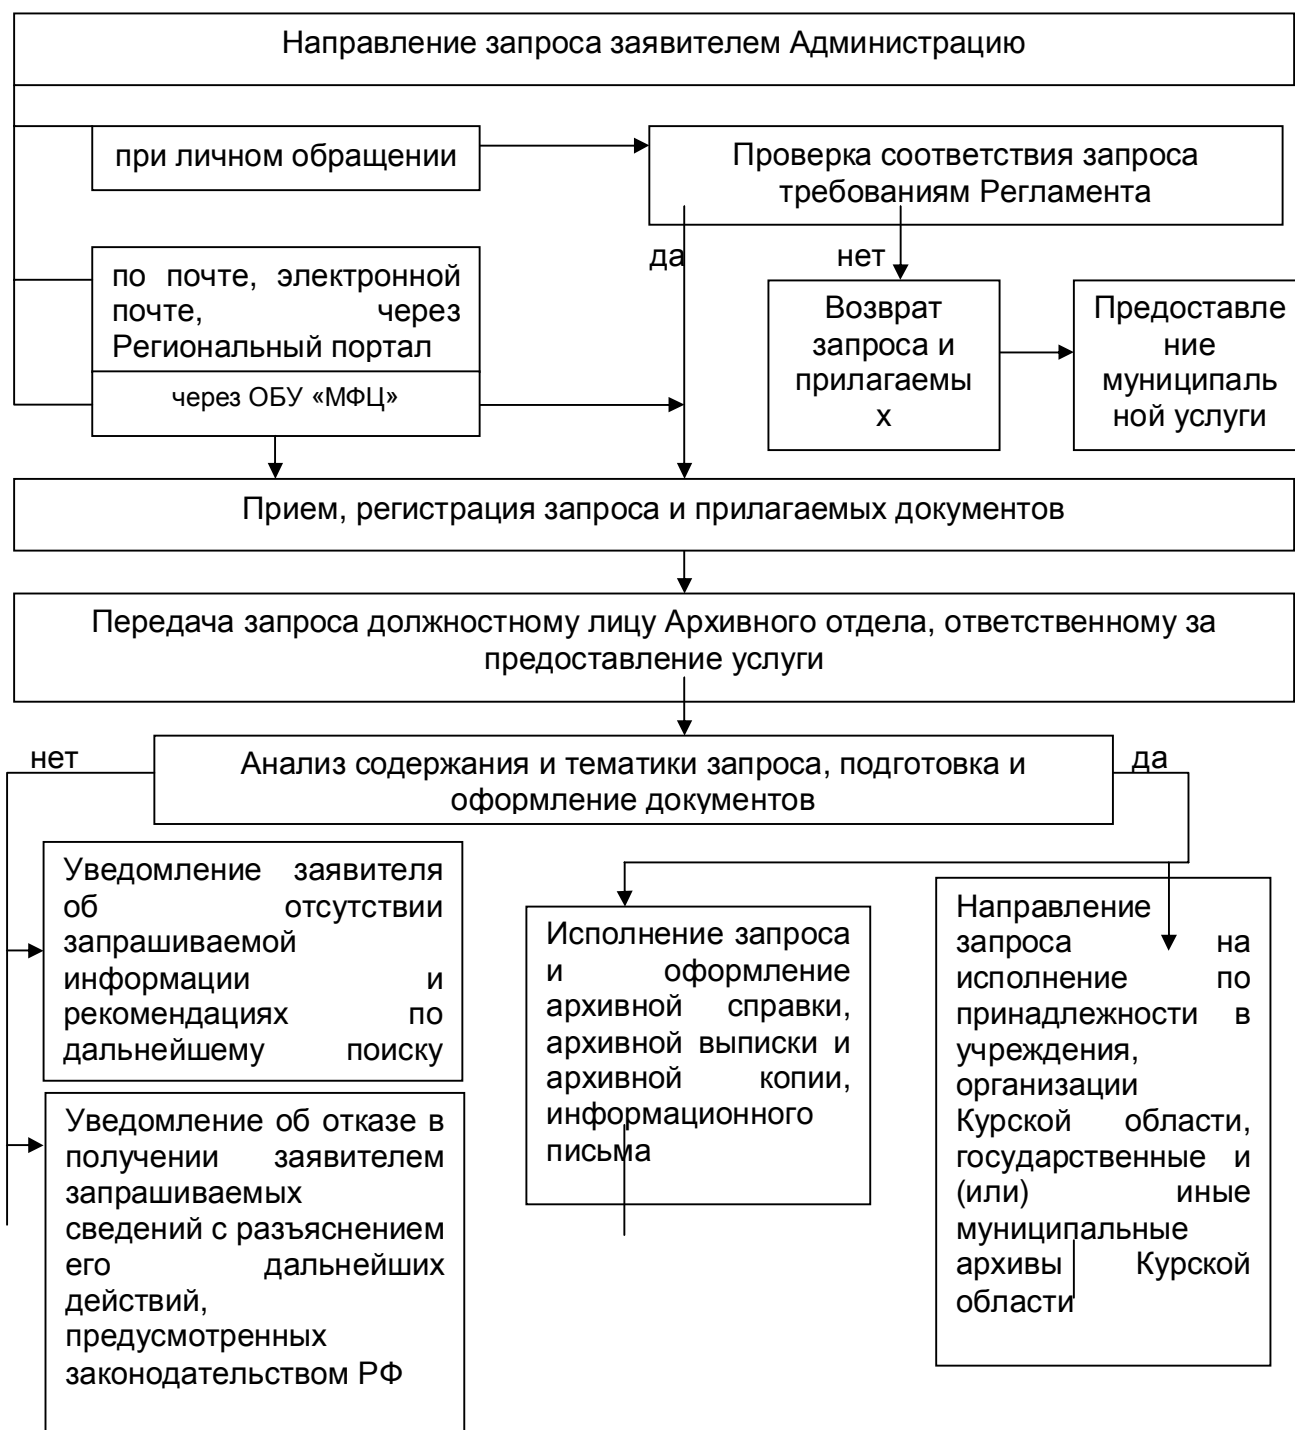 Направление запроса заявителем Администрацию
при личном обращении
Проверка соответствия запроса
требованиям Регламента
да
нет
по почте, электронной
почте, через
Региональный портал
через ОБУ «МФЦ»
Возврат
запроса и
прилагаемы
х
Предоставле
ние
муниципаль
ной услуги
Прием, регистрация запроса и прилагаемых документов
Передача запроса должностному лицу Архивного отдела, ответственному за
предоставление услуги
нет
Анализ содержания и тематики запроса, подготовка и
оформление документов
да
Уведомление заявителя
об отсутствии
запрашиваемой
информации и
рекомендациях по
дальнейшему поиску
Уведомление об отказе в
получении заявителем
запрашиваемых
сведений с разъяснением
его дальнейших
действий,
предусмотренных
законодательством РФ
Исполнение запроса
и оформление
архивной справки,
архивной выписки и
архивной копии,
информационного
письма
Направление
запроса на
исполнение по
принадлежности в
учреждения,
организации
Курской области,
государственные и
(или) иные
муниципальные
архивы Курской
области